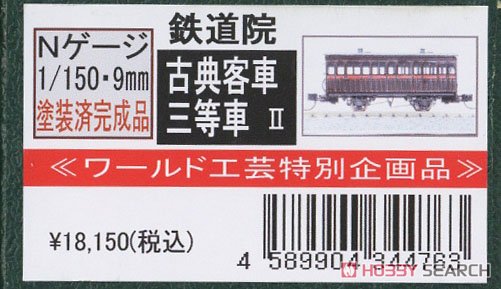 Nゲージ
1/150・9mm
塗装済完成品
鉄道院
古典客車
三等車 Ⅱ
≪ワールド工芸特別企画品≫
¥18,150(税込)
4 589904 344763
HOBBY SEARCH